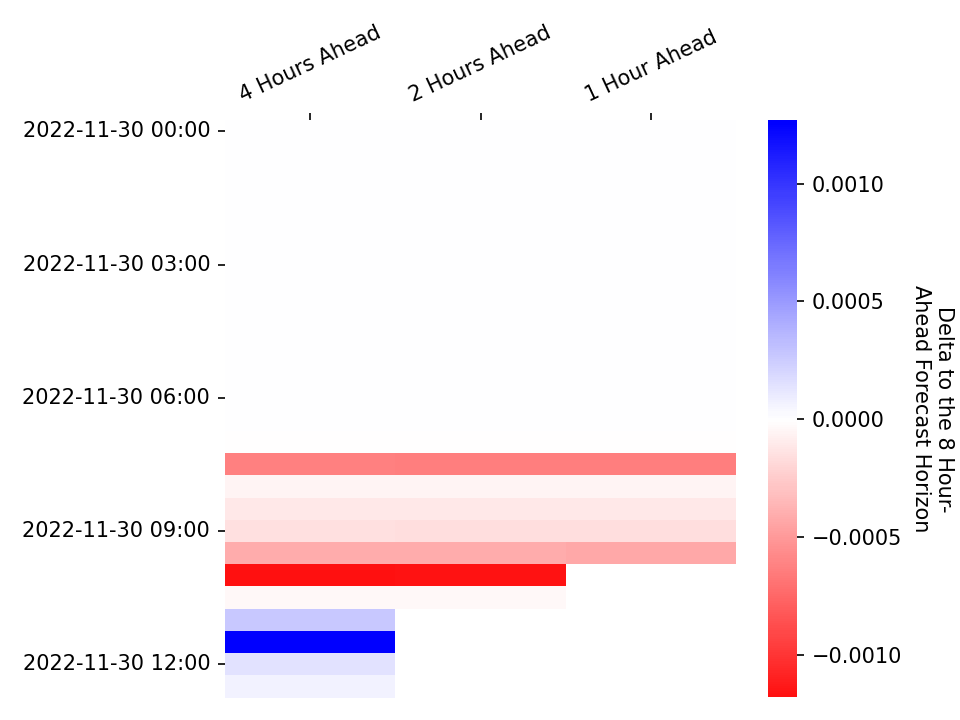 4 Hours Ahead
2 Hours Ahead
1 Hour Ahead
2022-11-30 00:00
2022-11-30 03:00
2022-11-30 06:00
2022-11-30 09:00
2022-11-30 12:00
0.0010
0.0005
0.0000
−0.0005
−0.0010
Delta to the 8 Hour-
Ahead Forecast Horizon